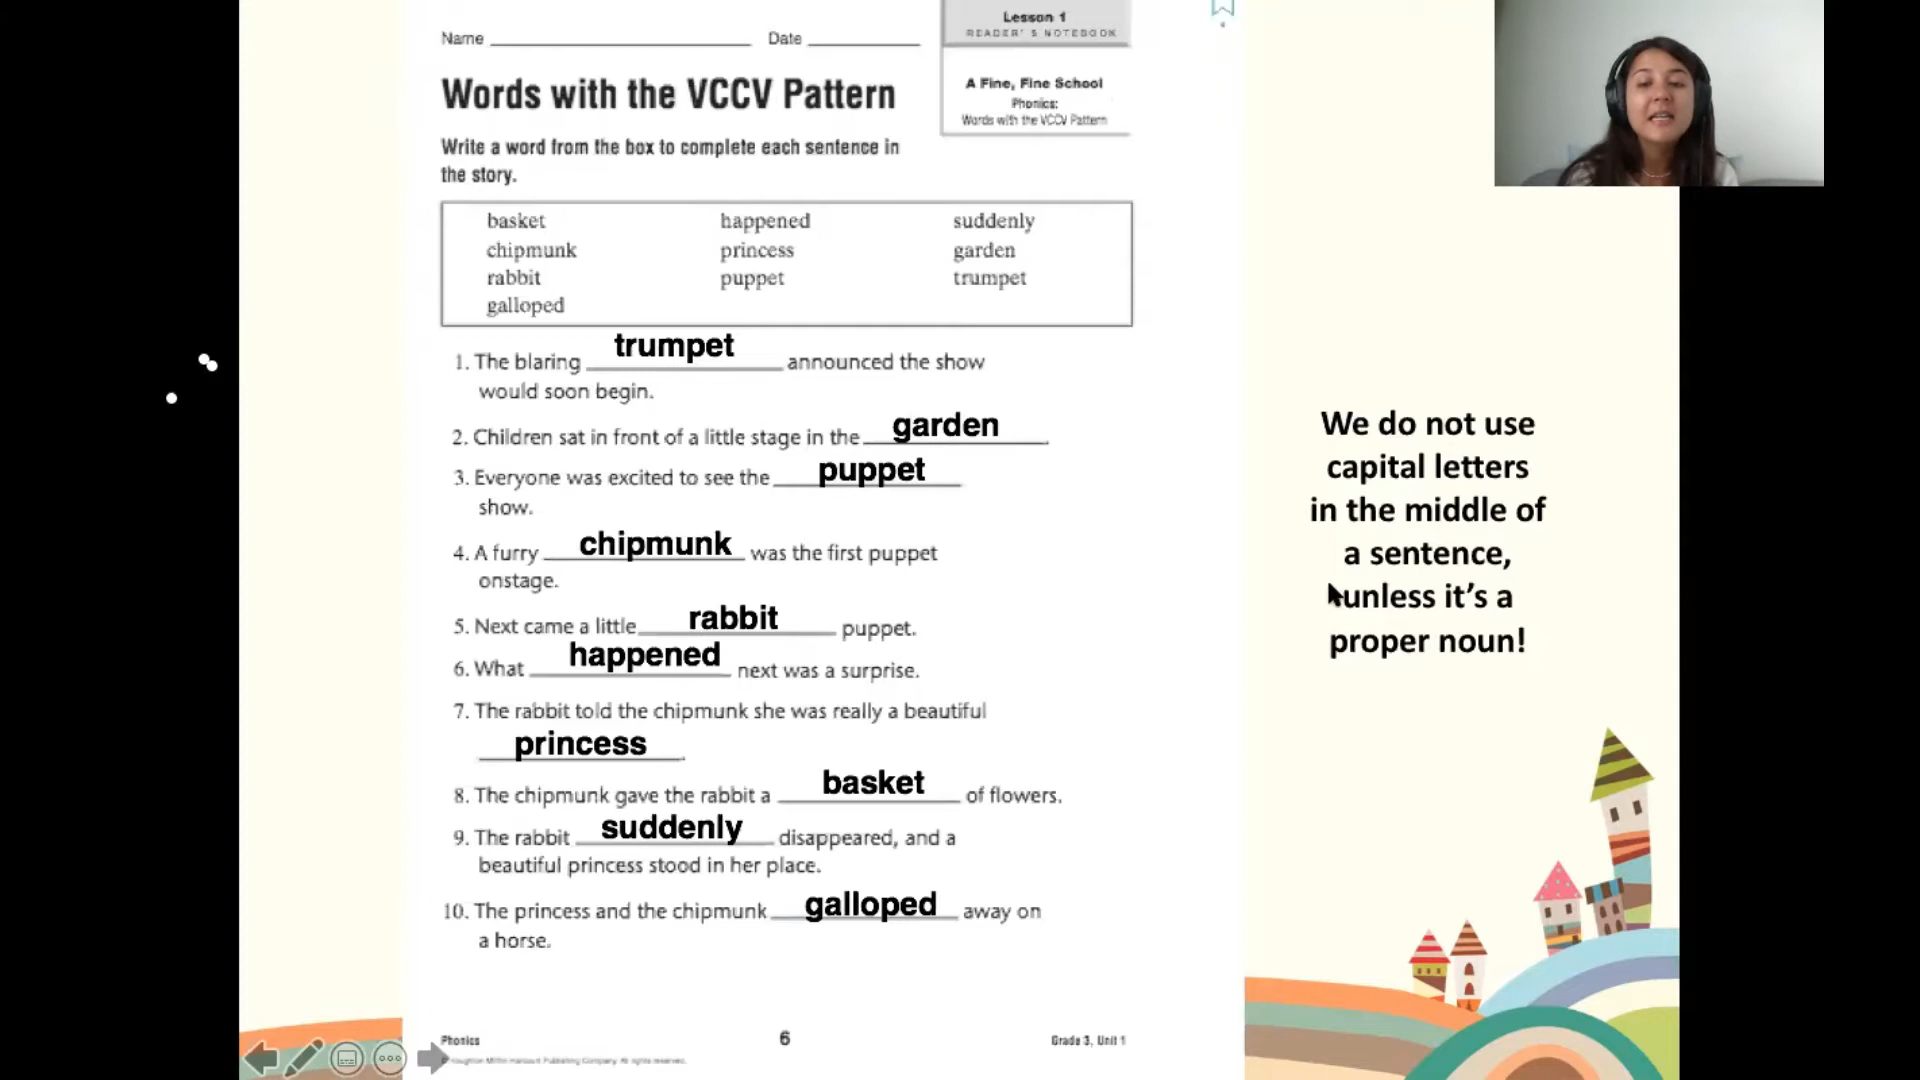 Name
Date
Lesson 1
READER'S NOTEBOOK
A Fine, Fine School
Phonics:
Words with the VCCV Pattern
Words with the VCCV Pattern
Write a word from the box to complete each sentence in
the story.
basket happened suddenly
chipmunk princess garden
rabbit puppet trumpet
galloped
1. The blaring trumpet announced the show
would soon begin.
2. Children sat in front of a little stage in the garden.
3. Everyone was excited to see the puppet
show.
4. A furry chipmunk was the first puppet
onstage.
5. Next came a little rabbit puppet.
6. What happened next was a surprise.
7. The rabbit told the chipmunk she was really a beautiful
princess.
8. The chipmunk gave the rabbit a basket of flowers.
9. The rabbit suddenly disappeared, and a
beautiful princess stood in her place.
10. The princess and the chipmunk galloped away on
a horse.
We do not use
capital letters
in the middle of
a sentence,
unless it's a
proper noun!
Phonics 6 Grade 3, Unit 1
Houghton Mifflin Harcourt Publishing Company. All rights reserved.